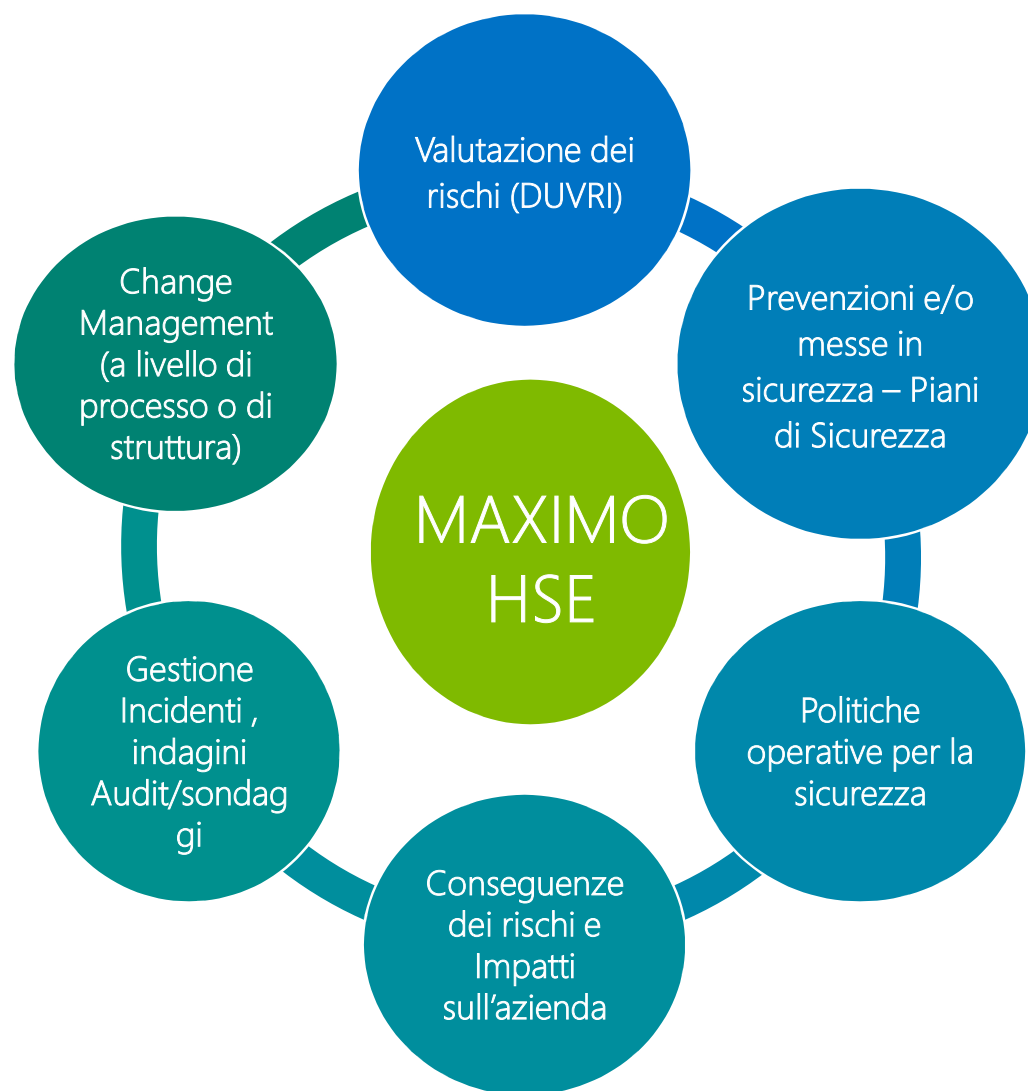 Valutazione dei
rischi (DUVRI)
Prevenzioni e/o
messe in
sicurezza – Piani
di Sicurezza
Politiche
operative per la
sicurezza
Conseguenze
dei rischi e
Impatti
sull’azienda
Gestione
Incidenti ,
indagini
Audit/sondag
gi
Change
Management
(a livello di
processo o di
struttura)
MAXIMO
HSE